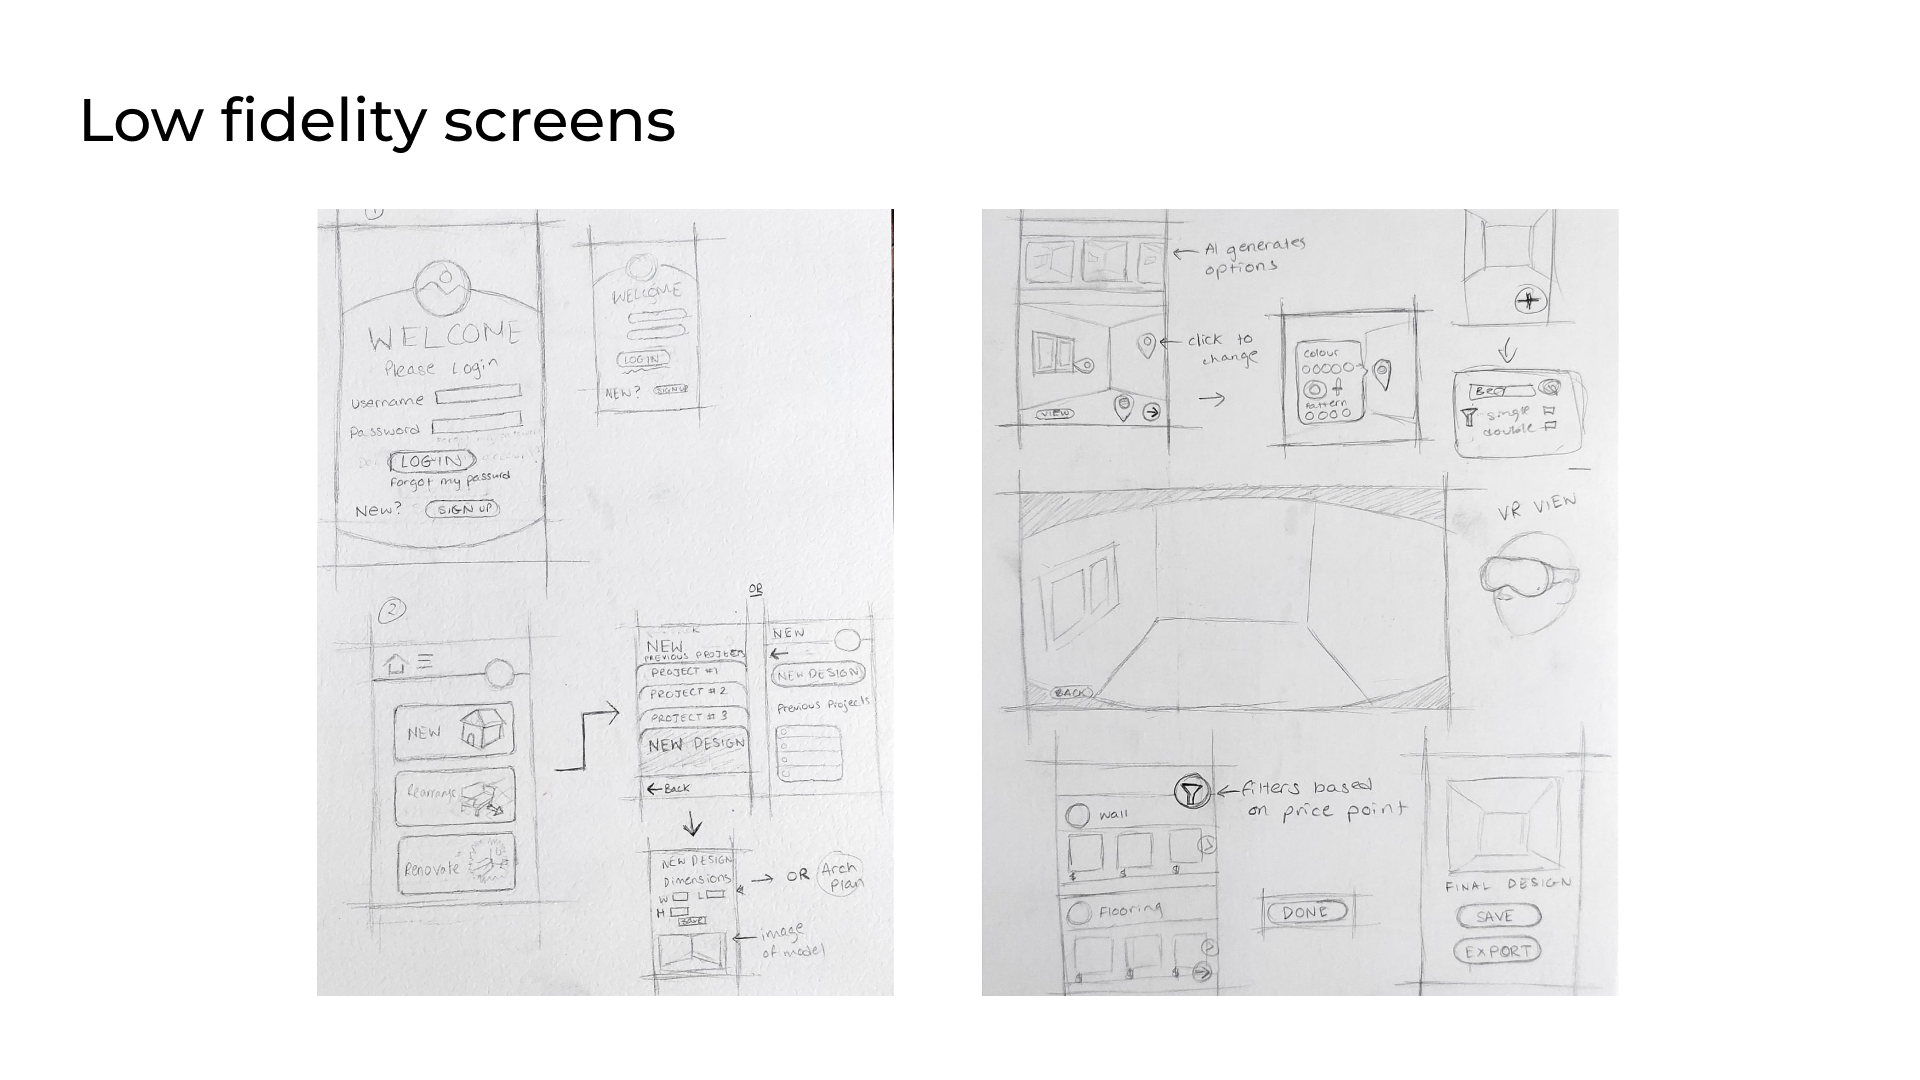 Low fidelity screens
1
WELCOME
Please Login
Username
Password
LOGIN
Forgot my passwrd
New? SIGN UP
WELCOME
LOGIN
NEW? SIGNUP
2
NEW
Rearrange
Renovate
OR
NEW
PREVIOUS PROJECTS
PROJECT #1
PROJECT #2
PROJECT # 3
NEW DESIGN
← Back
NEW
←
NEW DESIGN
Previous Projects
NEW DESIGN
Dimensions
W L
H
SAVE
→ OR Arch
Plan
← image
of model
← AI generates
options
← click to
change
VIEW
→
Colour
+
Pattern
+
BED
single
double
VR VIEW
BACK
← Filters based
on price point
Wall
$ $ $
Flooring
$ $ $
DONE
FINAL DESIGN
SAVE
EXPORT